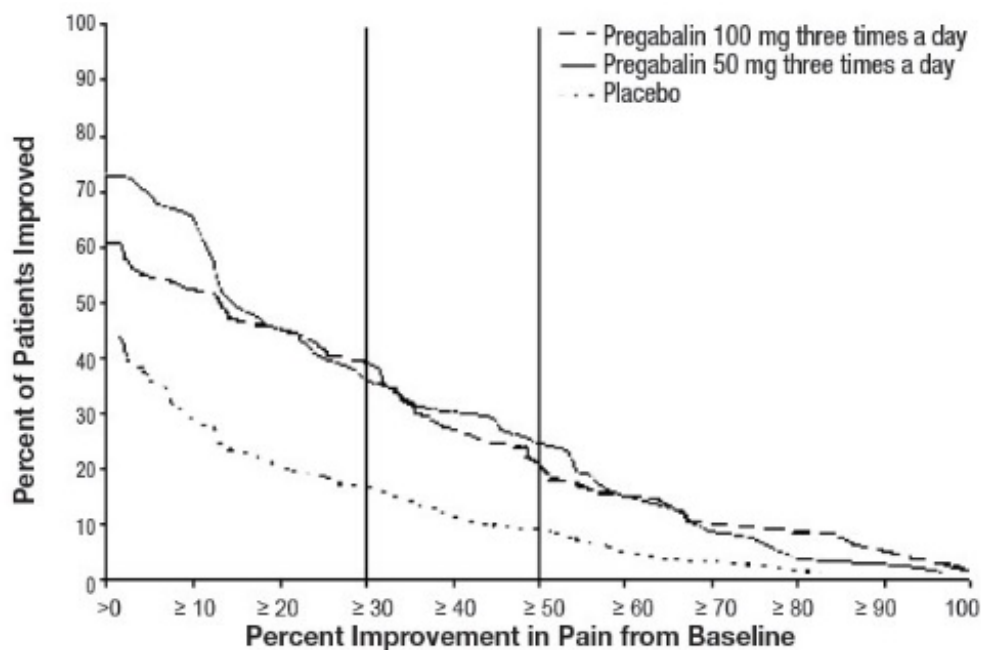 100
90
80
70
60
50
40
30
20
10
0
Percent of Patients Improved
Pregabalin 100 mg three times a day
Pregabalin 50 mg three times a day
Placebo
>0 ≥ 10 ≥ 20 ≥ 30 ≥ 40 ≥ 50 ≥ 60 ≥ 70 ≥ 80 ≥ 90 100
Percent Improvement in Pain from Baseline